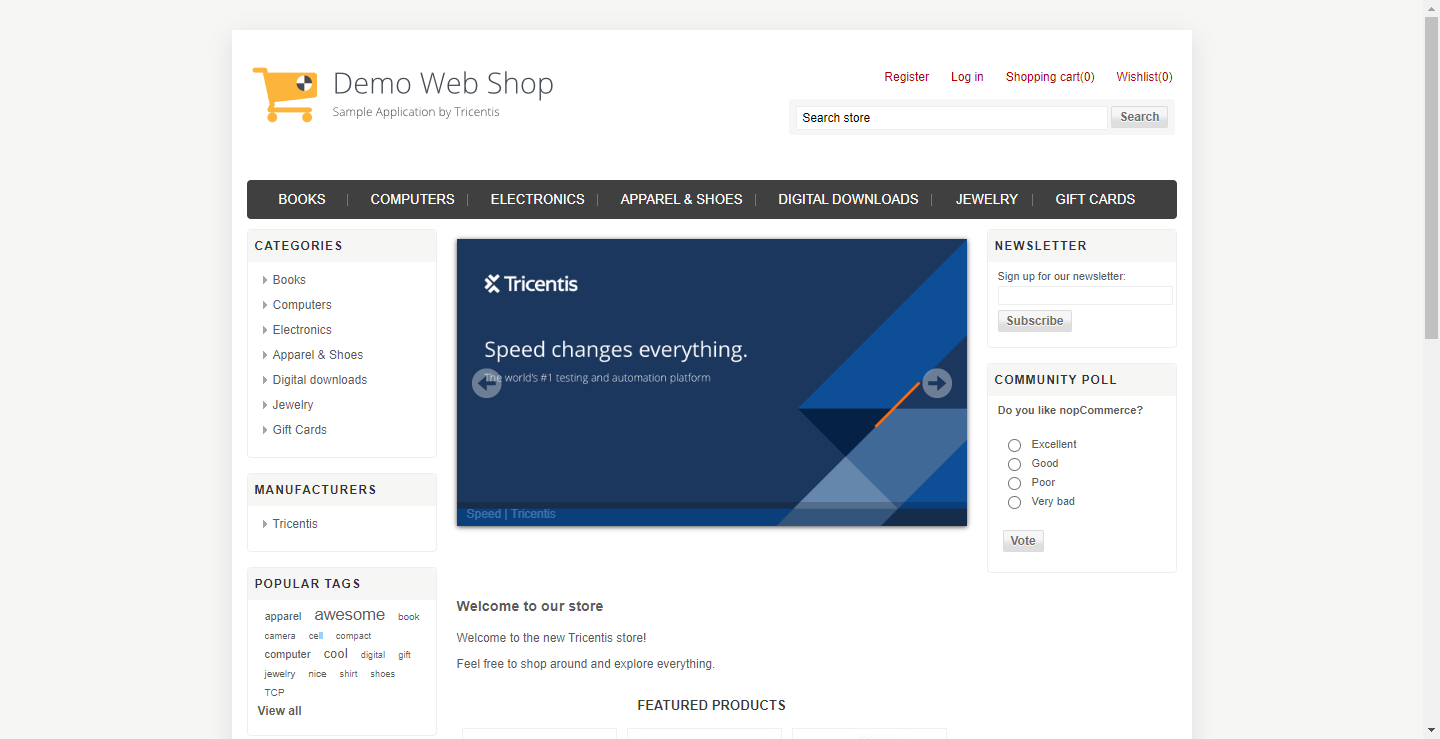 Demo Web Shop
Sample Application by Tricentis
Register Log in Shopping cart(0) Wishlist(0)
Search store Search
BOOKS COMPUTERS ELECTRONICS APPAREL & SHOES DIGITAL DOWNLOADS JEWELRY GIFT CARDS
CATEGORIES
Books
Computers
Electronics
Apparel & Shoes
Digital downloads
Jewelry
Gift Cards
MANUFACTURERS
Tricentis
POPULAR TAGS
apparel awesome book
camera cell compact
computer cool digital gift
jewelry nice shirt shoes
TCP
View all
Tricentis
Speed changes everything.
The world's #1 testing and automation platform
Speed | Tricentis
Welcome to our store
Welcome to the new Tricentis store!
Feel free to shop around and explore everything.
FEATURED PRODUCTS
NEWSLETTER
Sign up for our newsletter:
Subscribe
COMMUNITY POLL
Do you like nopCommerce?
Excellent
Good
Poor
Very bad
Vote